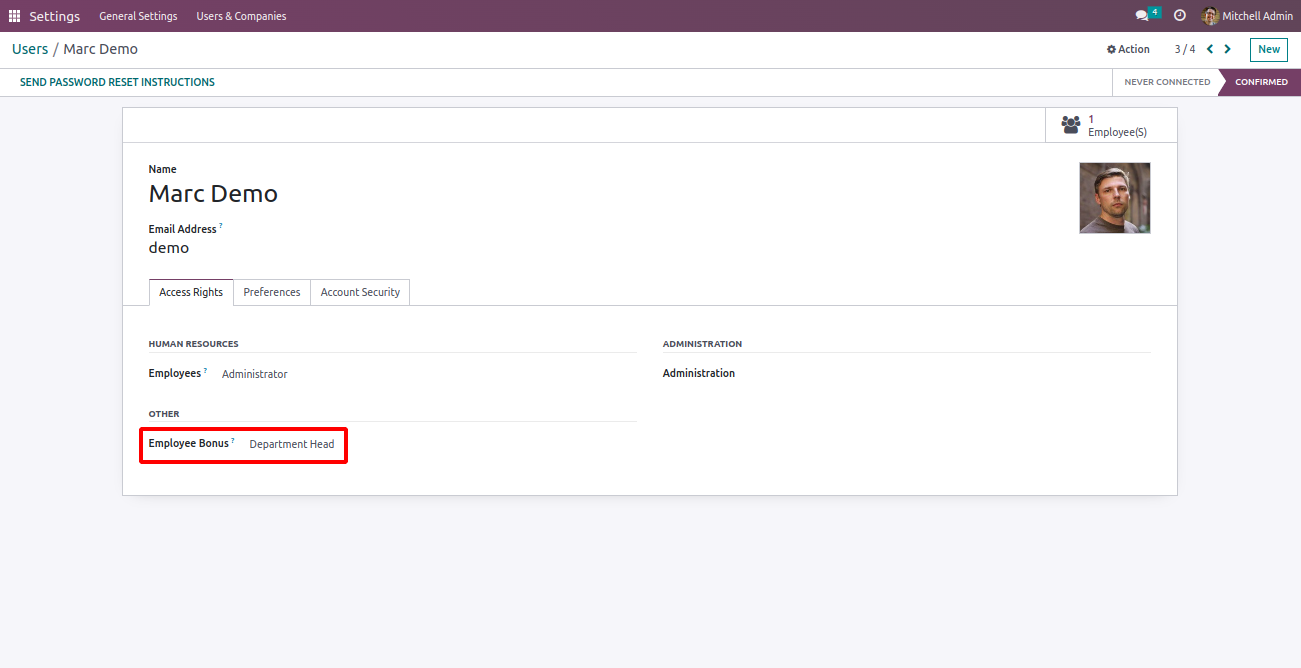 Settings General Settings Users & Companies 4 Mitchell Admin
Users / Marc Demo Action 3 / 4 New
SEND PASSWORD RESET INSTRUCTIONS NEVER CONNECTED CONFIRMED
1
Employee(S)
Name
Marc Demo
Email Address ?
demo
Access Rights Preferences Account Security
HUMAN RESOURCES ADMINISTRATION
Employees ? Administrator Administration
OTHER
Employee Bonus ? Department Head